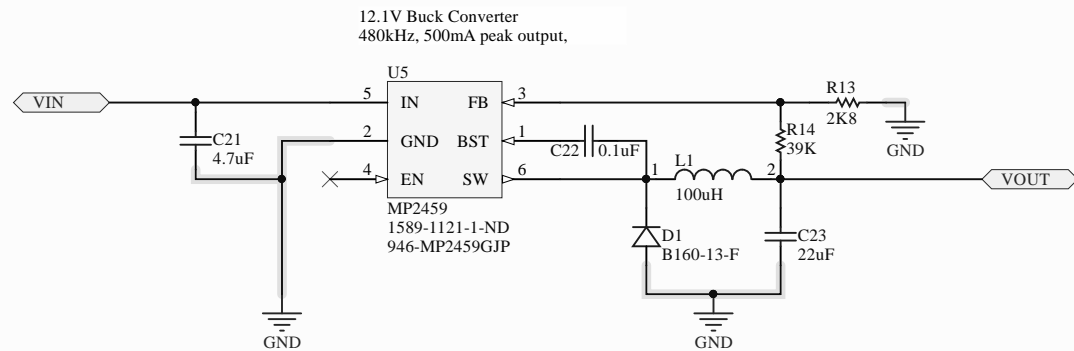 12.1V Buck Converter
480kHz, 500mA peak output,
U5
VIN
5 IN FB 3
R13
2K8
C21
4.7uF
2 GND BST 1
C22 0.1uF
R14
39K
GND
4 EN SW 6
1 L1 2
100uH
VOUT
MP2459
1589-1121-1-ND
946-MP2459GJP
D1
B160-13-F
C23
22uF
GND
GND